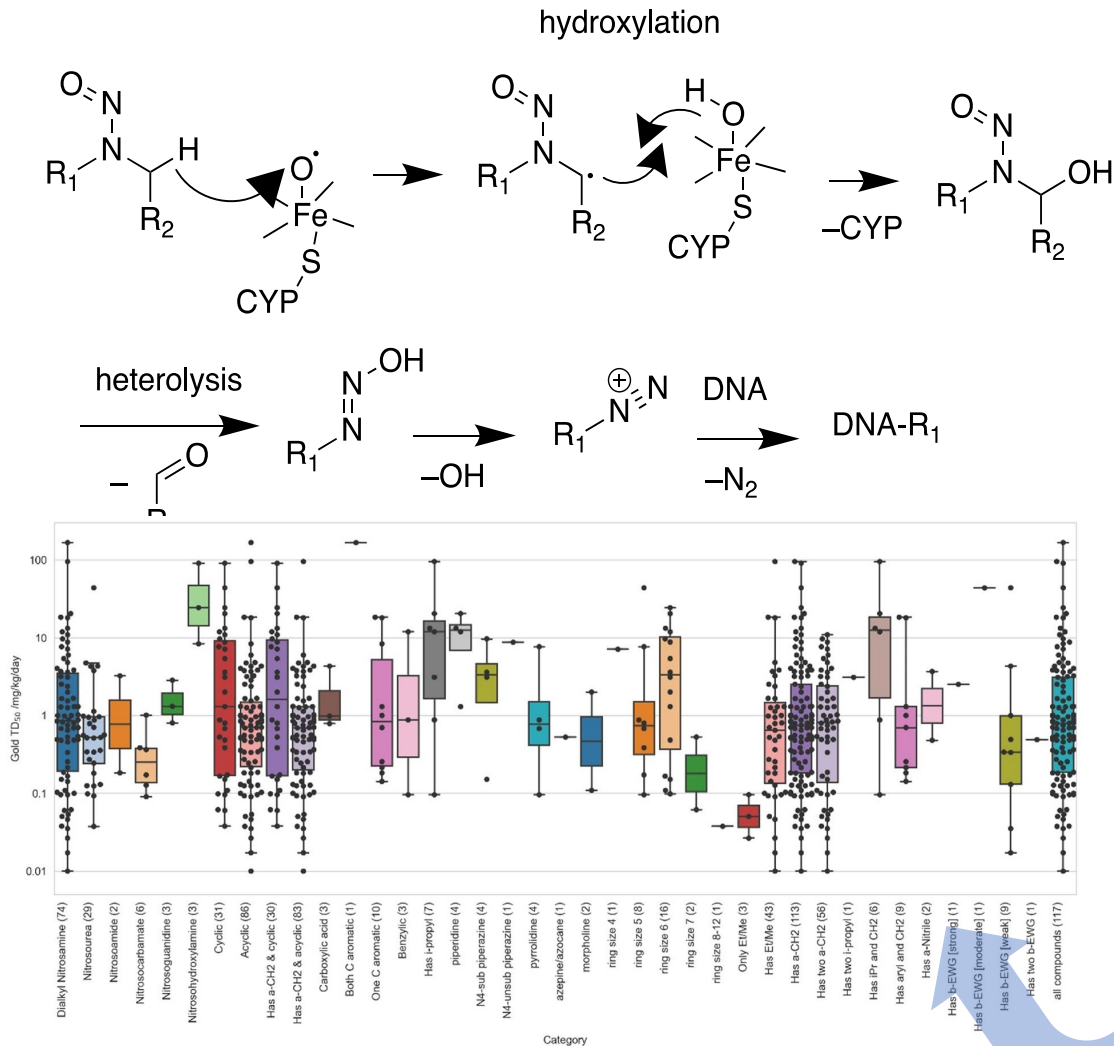 hydroxylation
O
N
N
H
R1
R2
O•
Fe
S
CYP
O
N
N
•
R1
R2
H
O
Fe
S
CYP
–CYP
O
N
N
OH
R1
R2
heterolysis
–
O
N
OH
N
R1
–OH
⊕
N
N
R1
DNA
–N2
DNA-R1
Gold TD50 /mg/kg/day
100
10
1
0.1
0.01
Dialkyl Nitrosamine (74)
Nitrosourea (29)
Nitrosoamide (2)
Nitrosocarbamate (6)
Nitrosoguanidine (3)
Nitrosohydroxylamine (3)
Cyclic (31)
Acyclic (86)
Has a-CH2 & cyclic (30)
Has a-CH2 & acyclic (83)
Carboxylic acid (3)
Both C aromatic (1)
One C aromatic (10)
Benzylic (3)
Has i-propyl (7)
piperidine (4)
N4-sub piperazine (4)
N4-unsub piperazine (1)
pyrrolidine (4)
azepine/azocane (1)
morpholine (2)
ring size 4 (1)
ring size 5 (8)
ring size 6 (16)
ring size 7 (2)
ring size 8-12 (1)
Only Et/Me (3)
Has Et/Me (43)
Has a-CH2 (113)
Has two a-CH2 (56)
Has two i-propyl (1)
Has iPr and CH2 (6)
Has aryl and CH2 (9)
Has a-Nitrile (2)
Has b-EWG [strong] (1)
Has b-EWG [moderate] (1)
Has b-EWG [weak] (9)
Has two b-EWG (1)
all compounds (117)
Category